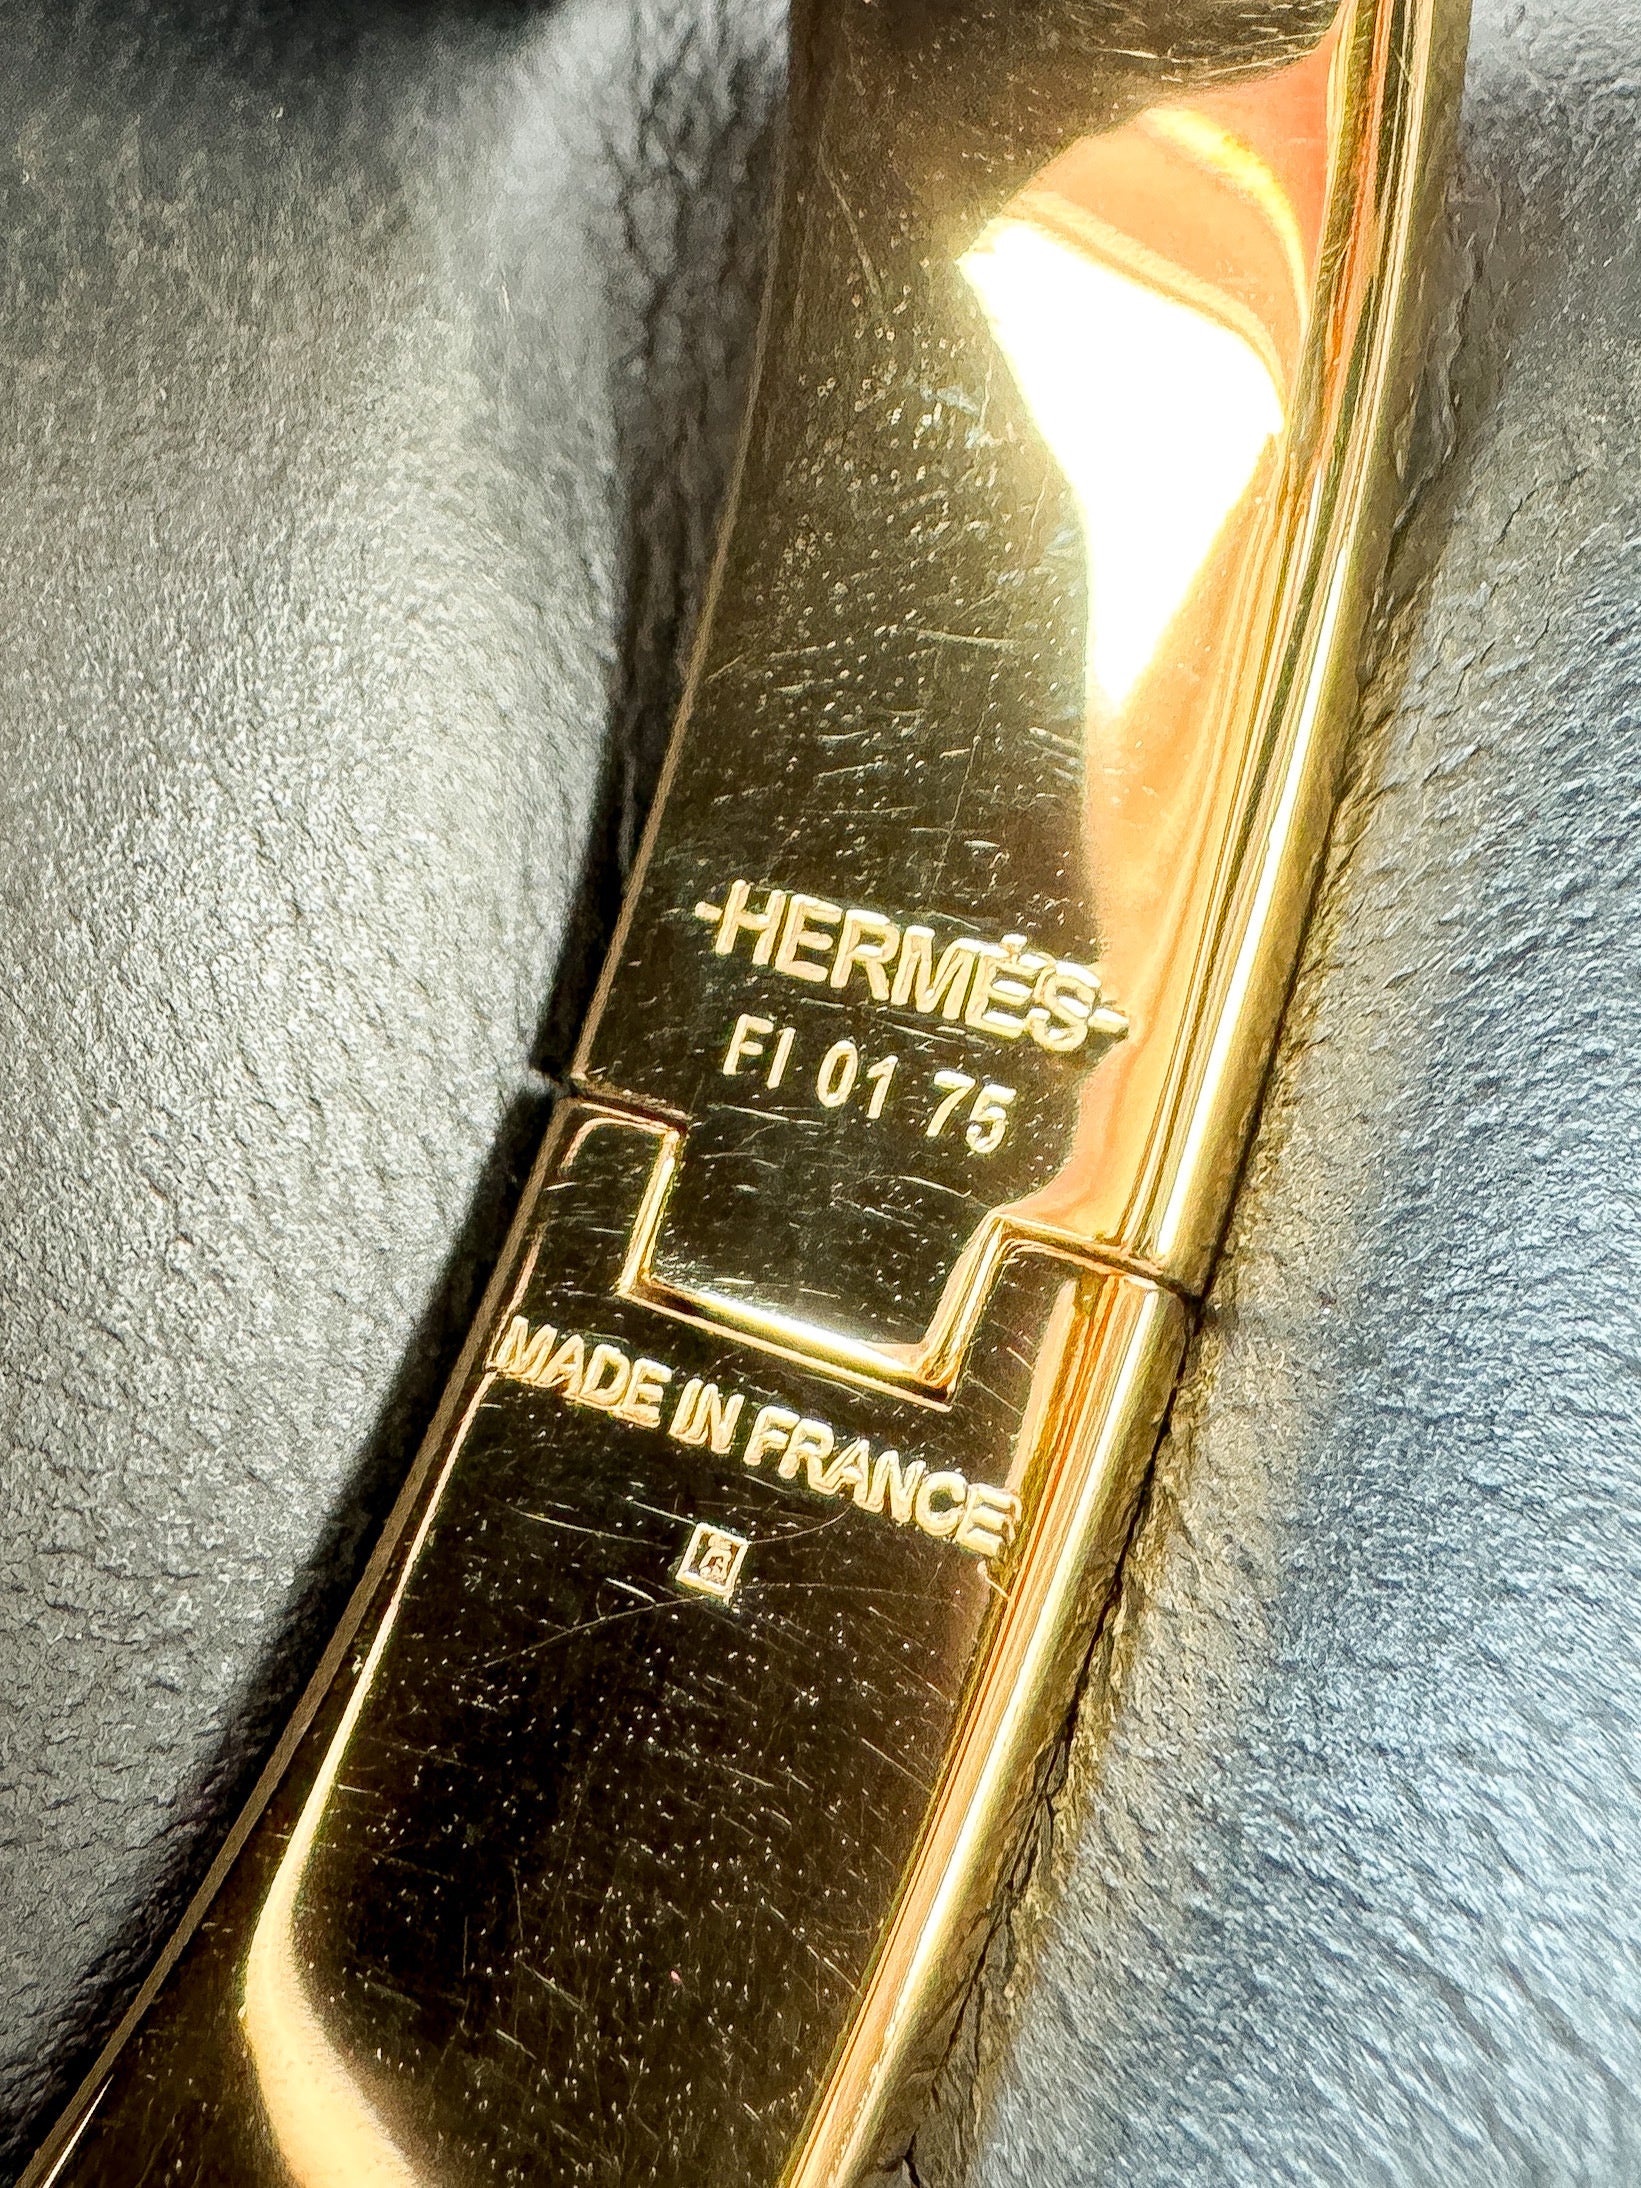 -HERMÈS-
FI 01 75
MADE IN FRANCE